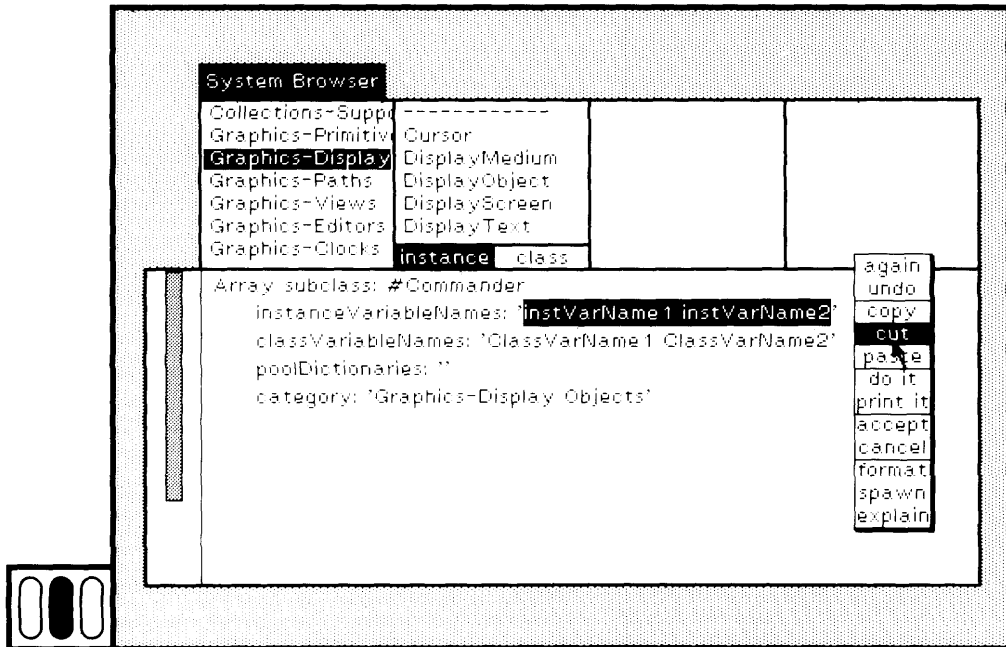 System Browser
Collections-Suppo
Graphics-Primitiv
Graphics-Display
Graphics-Paths
Graphics-Views
Graphics-Editors
Graphics-Clocks
------------
Cursor
DisplayMedium
DisplayObject
DisplayScreen
DisplayText
instance class
Array subclass: #Commander
instanceVariableNames: 'instVarName1 instVarName2'
classVariableNames: 'ClassVarName1 ClassVarName2'
poolDictionaries: ''
category: 'Graphics-Display Objects'
again
undo
copy
cut
paste
do it
print it
accept
cancel
format
spawn
explain